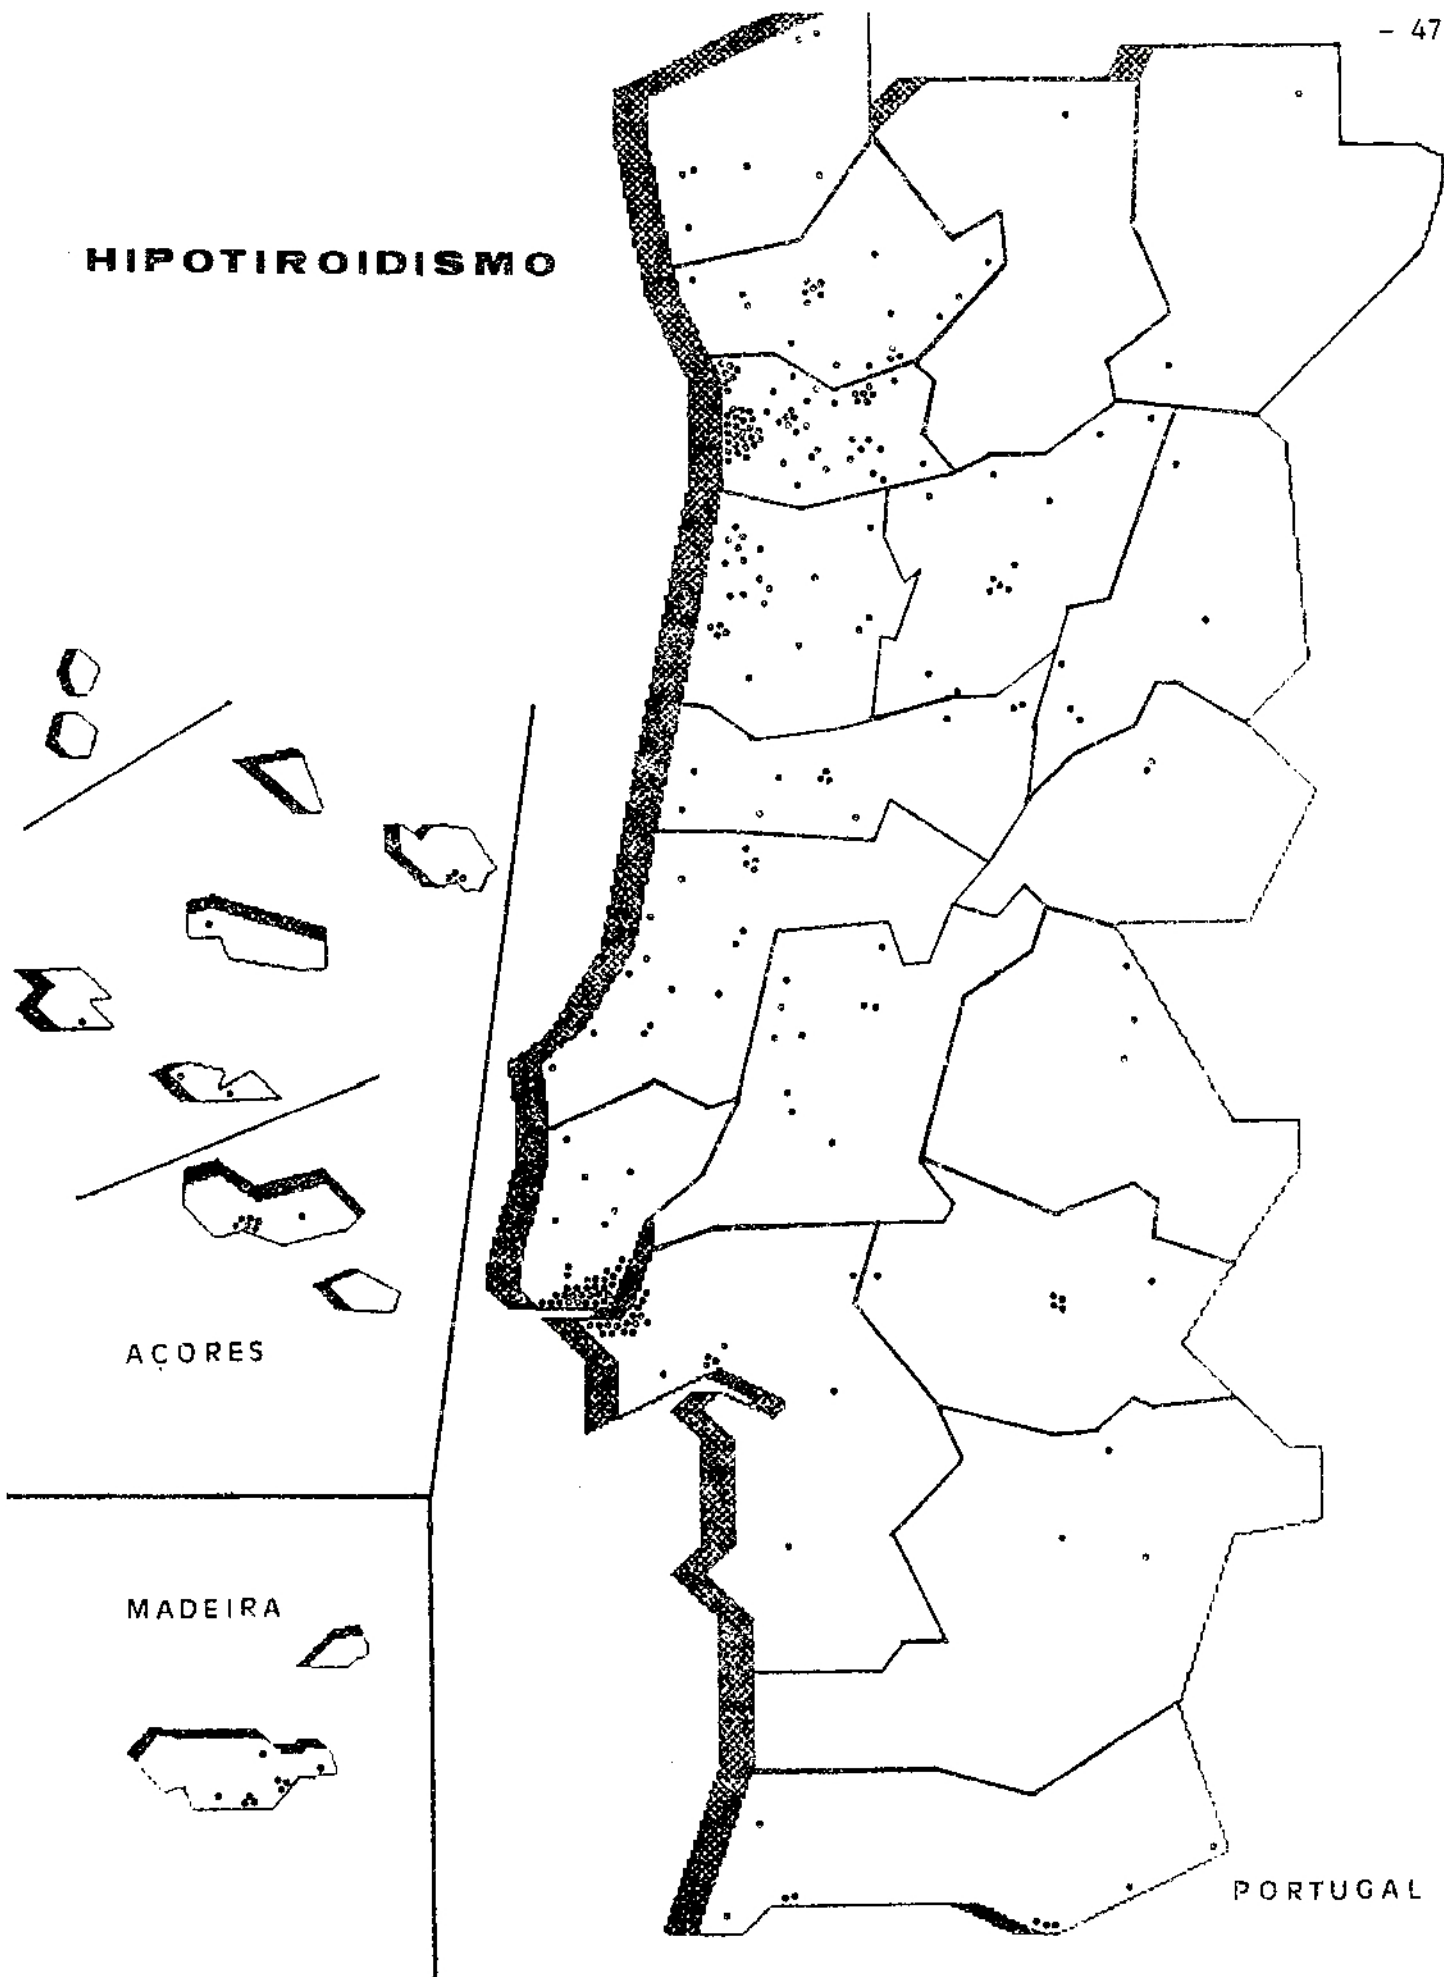 - 47
HIPOTIROIDISMO
AÇORES
MADEIRA
PORTUGAL